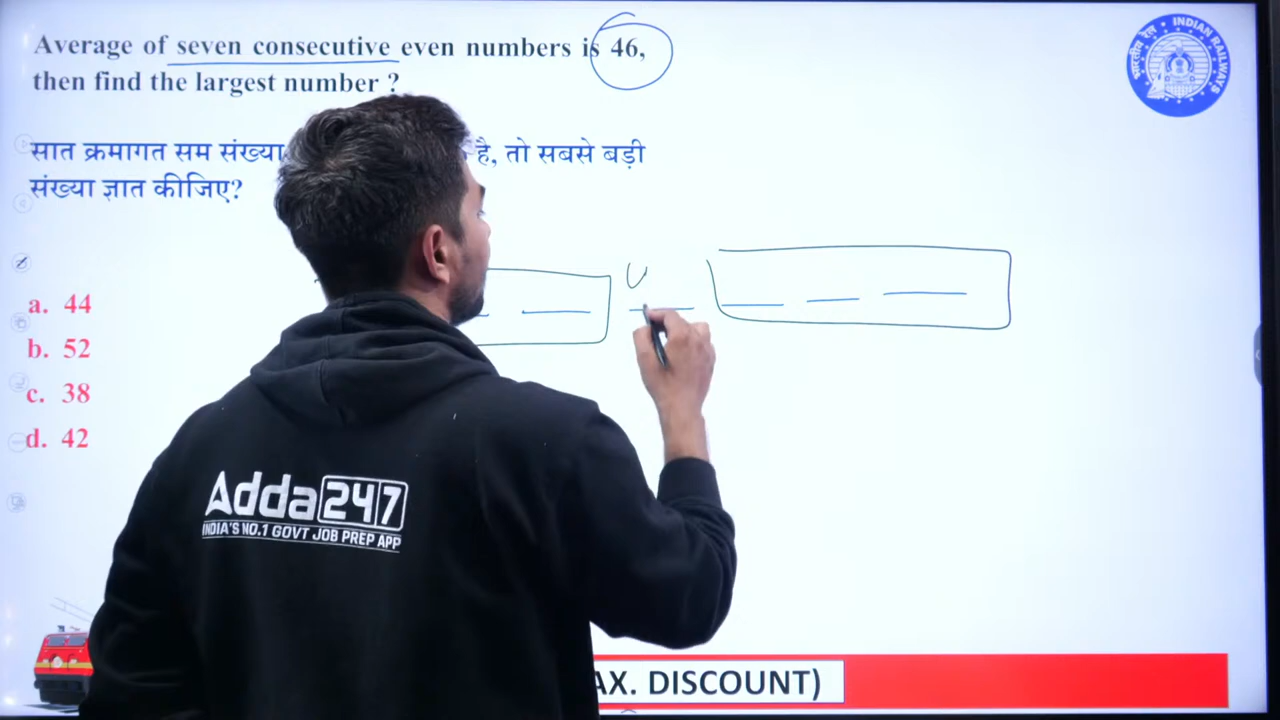 Average of seven consecutive even numbers is 46,
then find the largest number ?
सात क्रमागत सम संख्या है, तो सबसे बड़ी
संख्या ज्ञात कीजिए?
a. 44
b. 52
c. 38
d. 42
भारतीय रेल INDIAN RAILWAYS
Adda247
INDIA'S NO.1 GOVT JOB PREP APP
DISCOUNT)